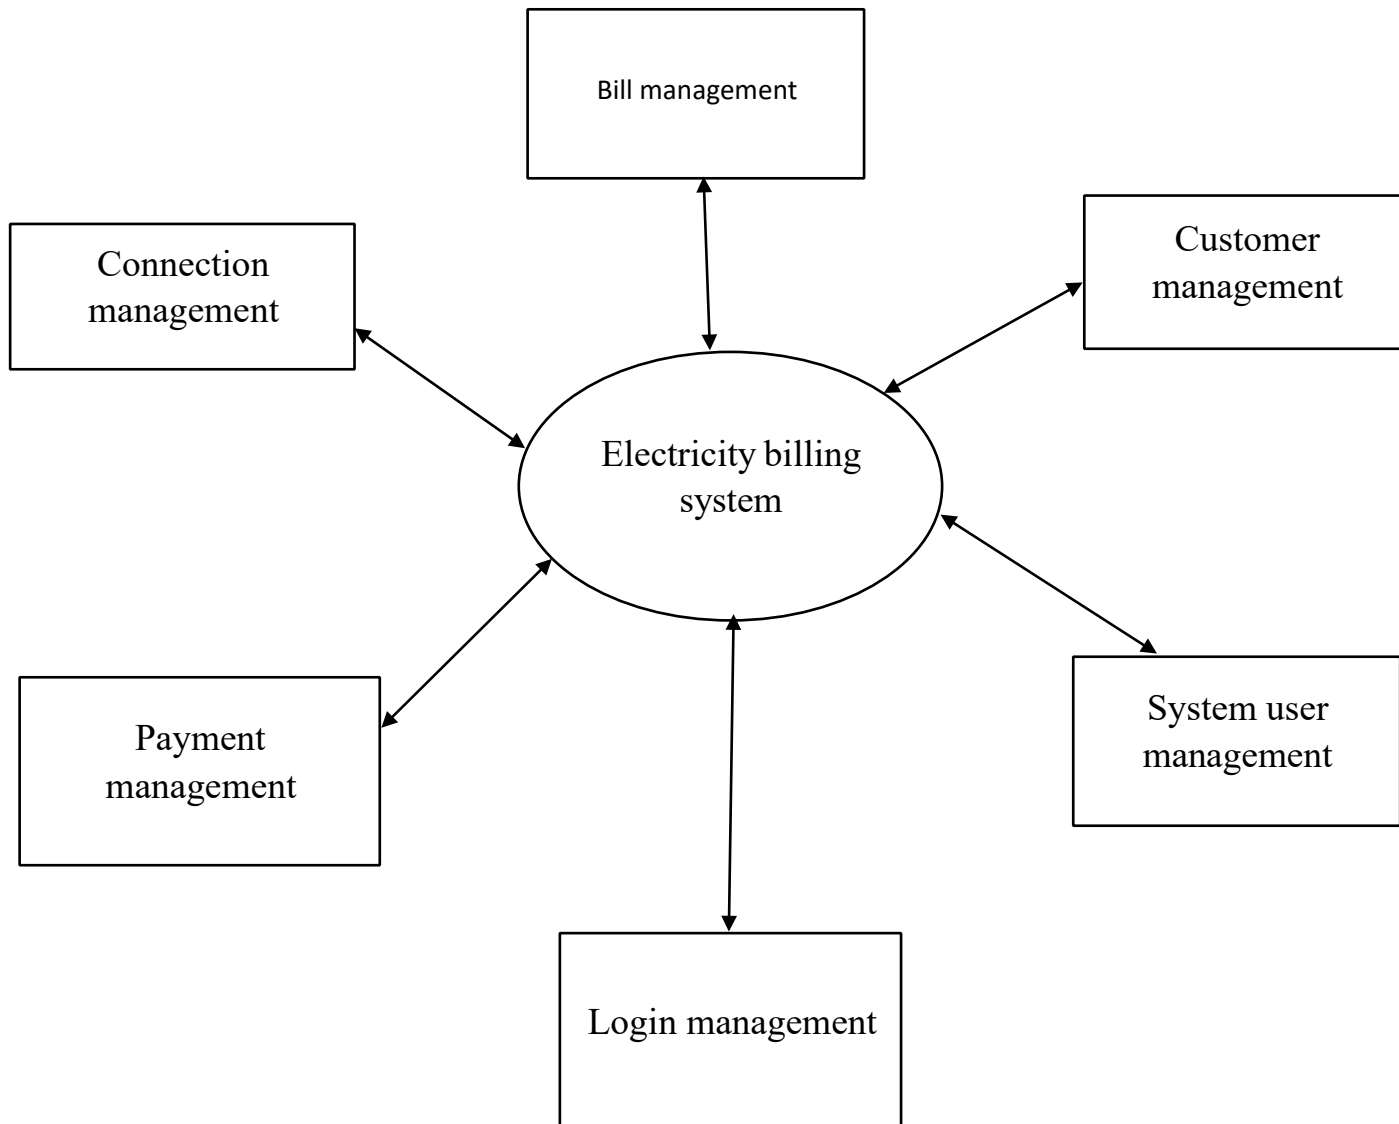 Bill management
Connection
management
Customer
management
Electricity billing
system
Payment
management
System user
management
Login management